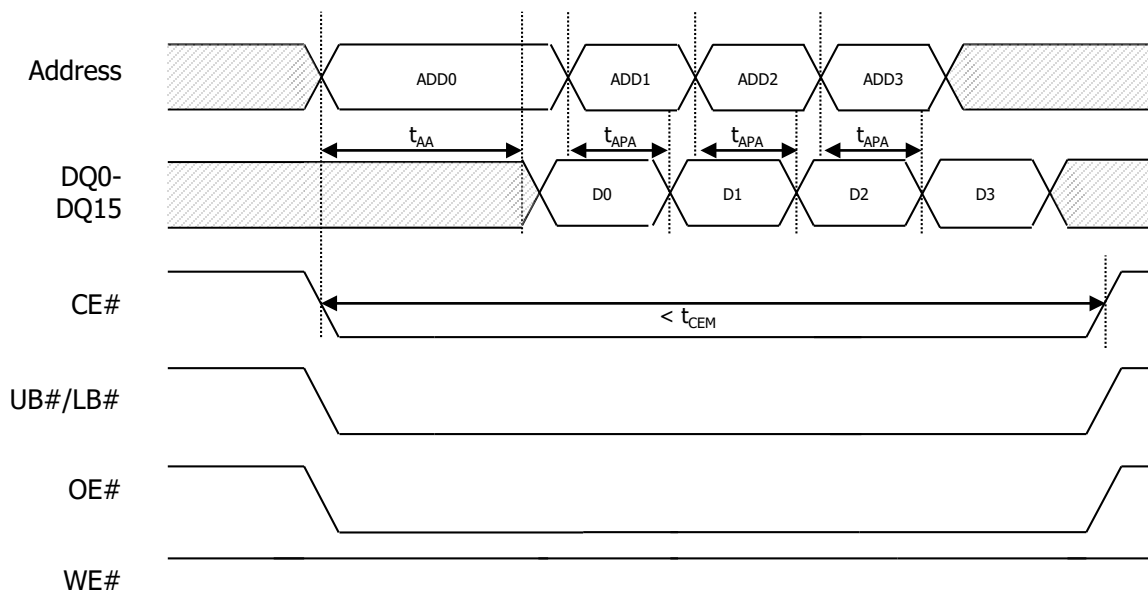 Address
ADD0 ADD1 ADD2 ADD3
tAA tAPA tAPA tAPA
DQ0-
DQ15
D0 D1 D2 D3
CE#
< tCEM
UB#/LB#
OE#
WE#